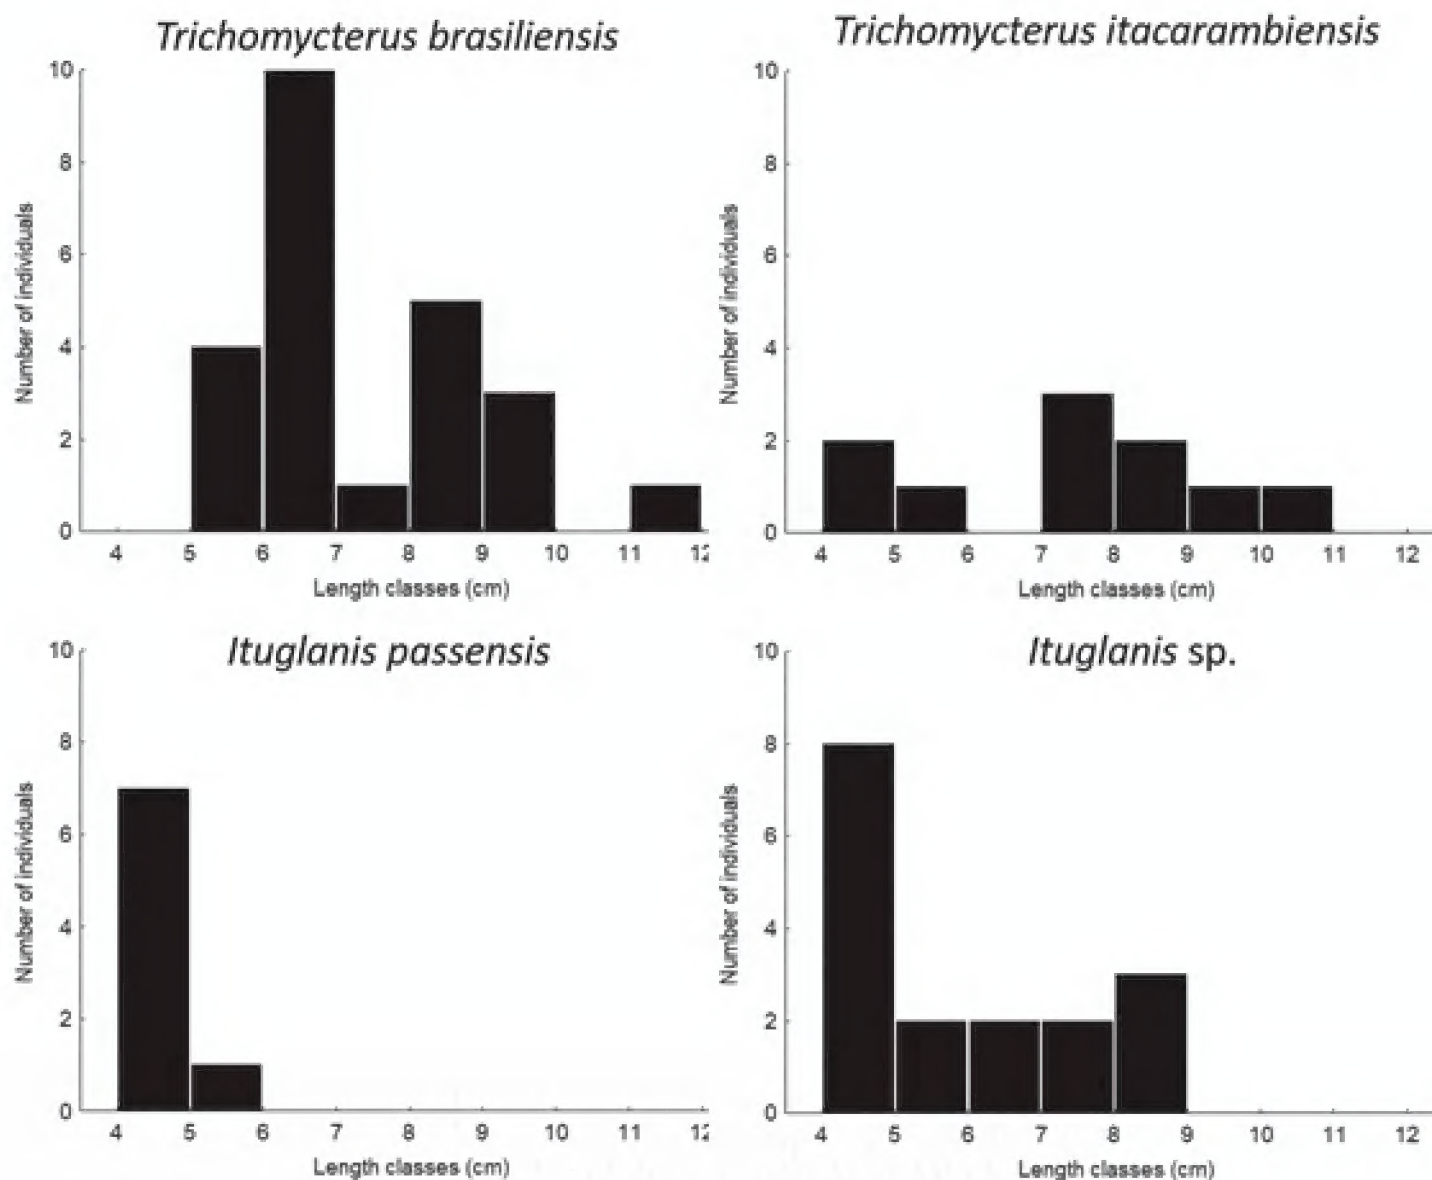 Trichomycterus brasiliensis
10
8
6
4
2
0
Number of individuals
4 5 6 7 8 9 10 11 12
Length classes (cm)
Trichomycterus itacarambiensis
10
8
6
4
2
0
Number of individuals
4 5 6 7 8 9 10 11 12
Length classes (cm)
Ituglanis passensis
10
8
6
4
2
0
Number of individuals
4 5 6 7 8 9 10 11 12
Length classes (cm)
Ituglanis sp.
10
8
6
4
2
0
Number of individuals
4 5 6 7 8 9 10 11 12
Length classes (cm)